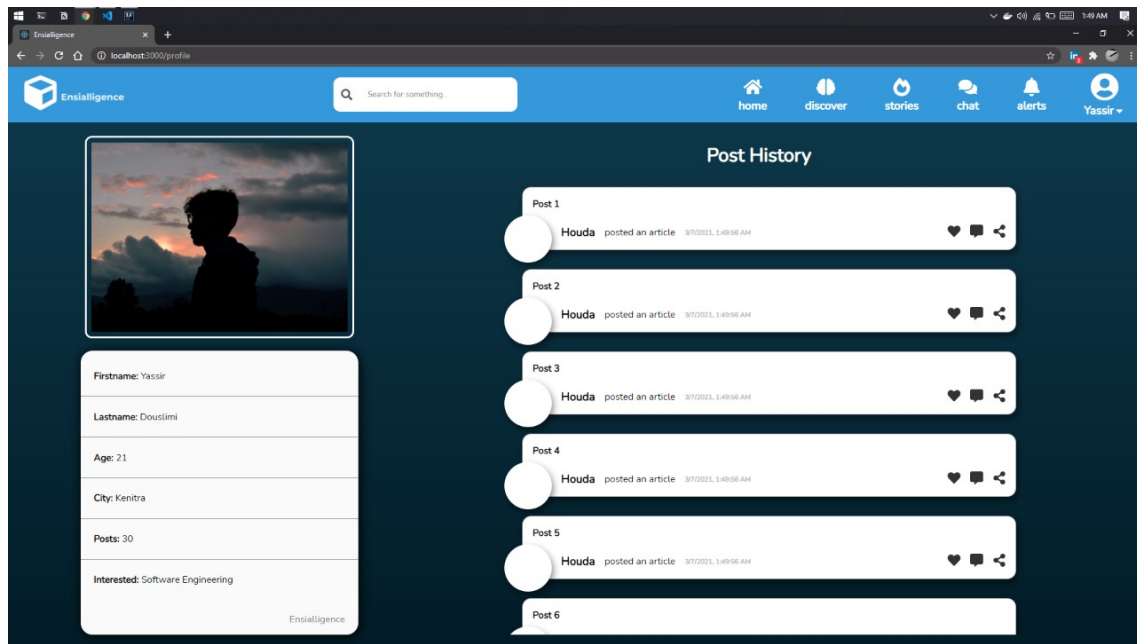 1:49 AM
Ensialligence
localhost:3000/profile
Ensialligence
Search for something..
home
discover
stories
chat
alerts
Yassir
Post History
Firstname: Yassir
Lastname: Douslimi
Age: 21
City: Kenitra
Posts: 30
Interested: Software Engineering
Ensialligence
Post 1
Houda posted an article 3/7/2021, 1:49:56 AM
Post 2
Houda posted an article 3/7/2021, 1:49:56 AM
Post 3
Houda posted an article 3/7/2021, 1:49:56 AM
Post 4
Houda posted an article 3/7/2021, 1:49:56 AM
Post 5
Houda posted an article 3/7/2021, 1:49:56 AM
Post 6